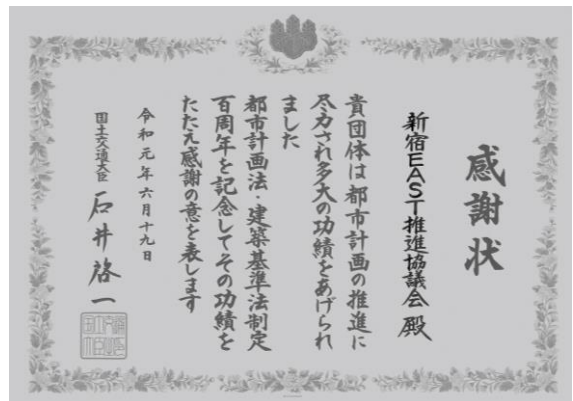 感謝状
新宿EAST推進協議会殿
貴団体は都市計画の推進に
尽力され多大の功績をあげられ
ました
都市計画法・建築基準法制定
百周年を記念してその功績を
たたえ感謝の意を表します
令和元年六月十九日
国土交通大臣 石井啓一